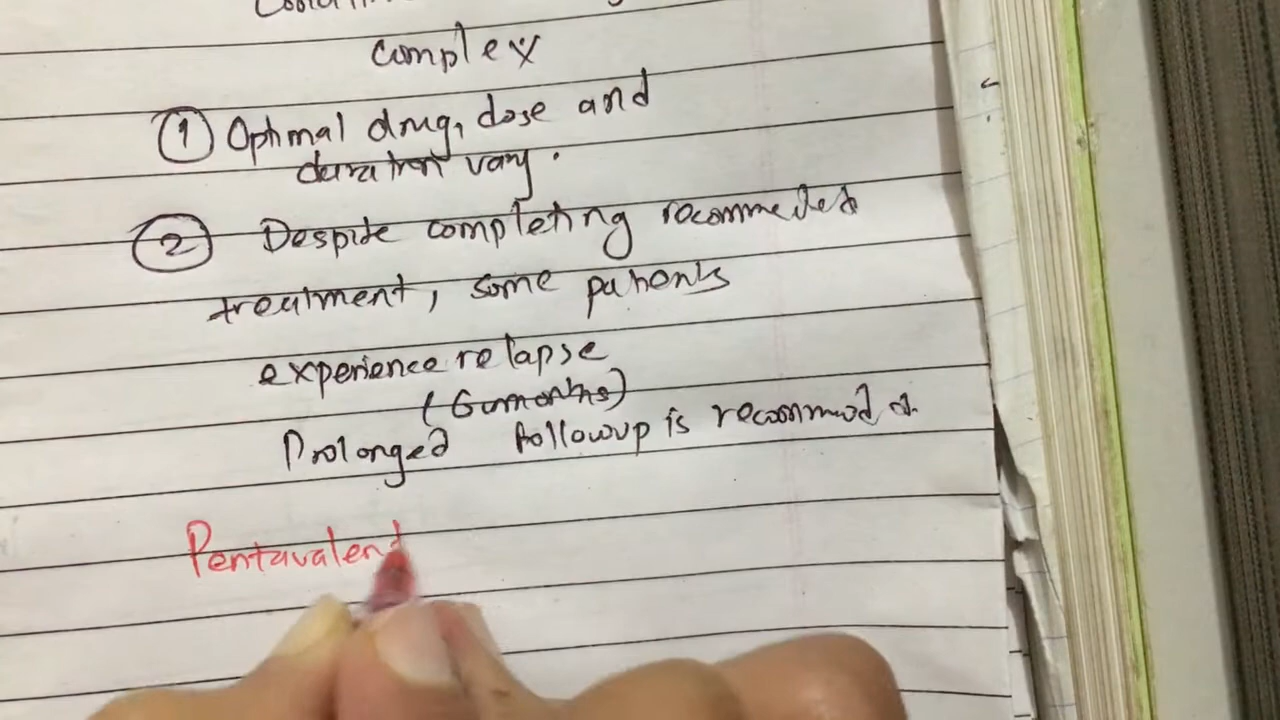 complex
① Optimal drug, dose and
duration vary.
② Despite completing recommended
treatment, some patients
experience relapse
(6 months)
Prolonged followup is recommended.
Pentavalent